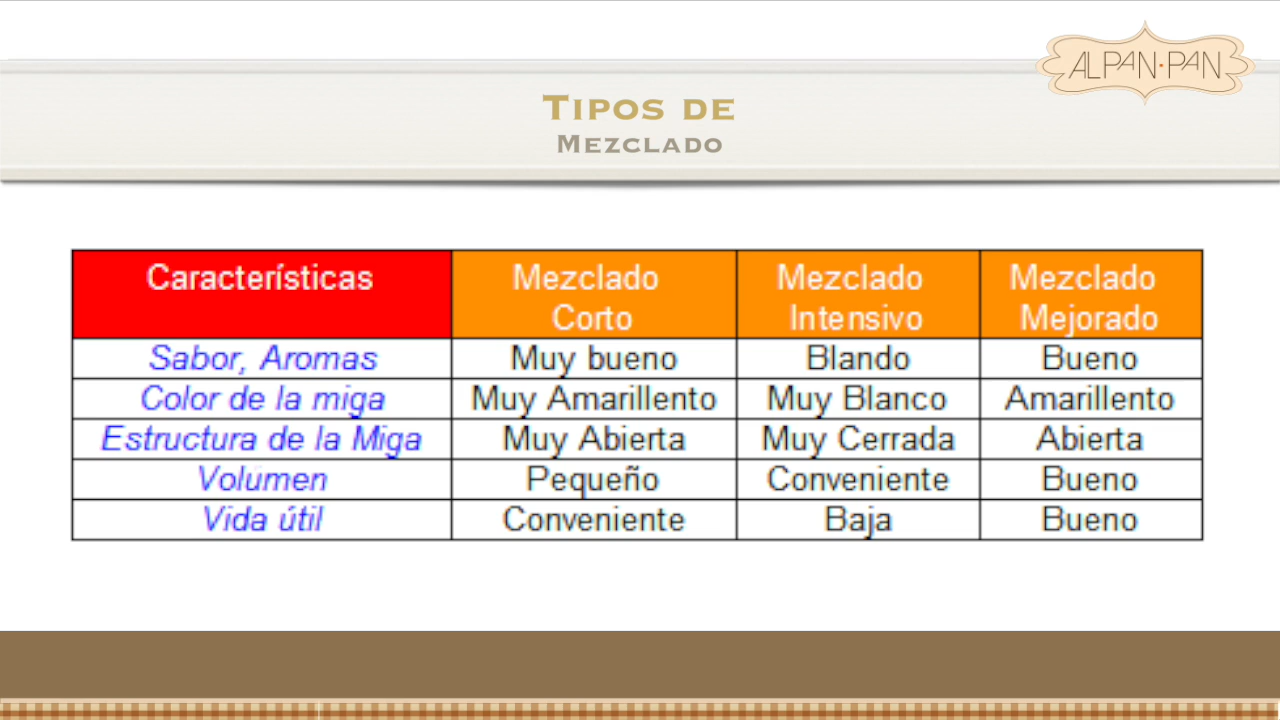 ALPAN·PAN
TIPOS DE
MEZCLADO
Características Mezclado Corto Mezclado Intensivo Mezclado Mejorado
Sabor, Aromas Muy bueno Blando Bueno
Color de la miga Muy Amarillento Muy Blanco Amarillento
Estructura de la Miga Muy Abierta Muy Cerrada Abierta
Volumen Pequeño Conveniente Bueno
Vida útil Conveniente Baja Bueno